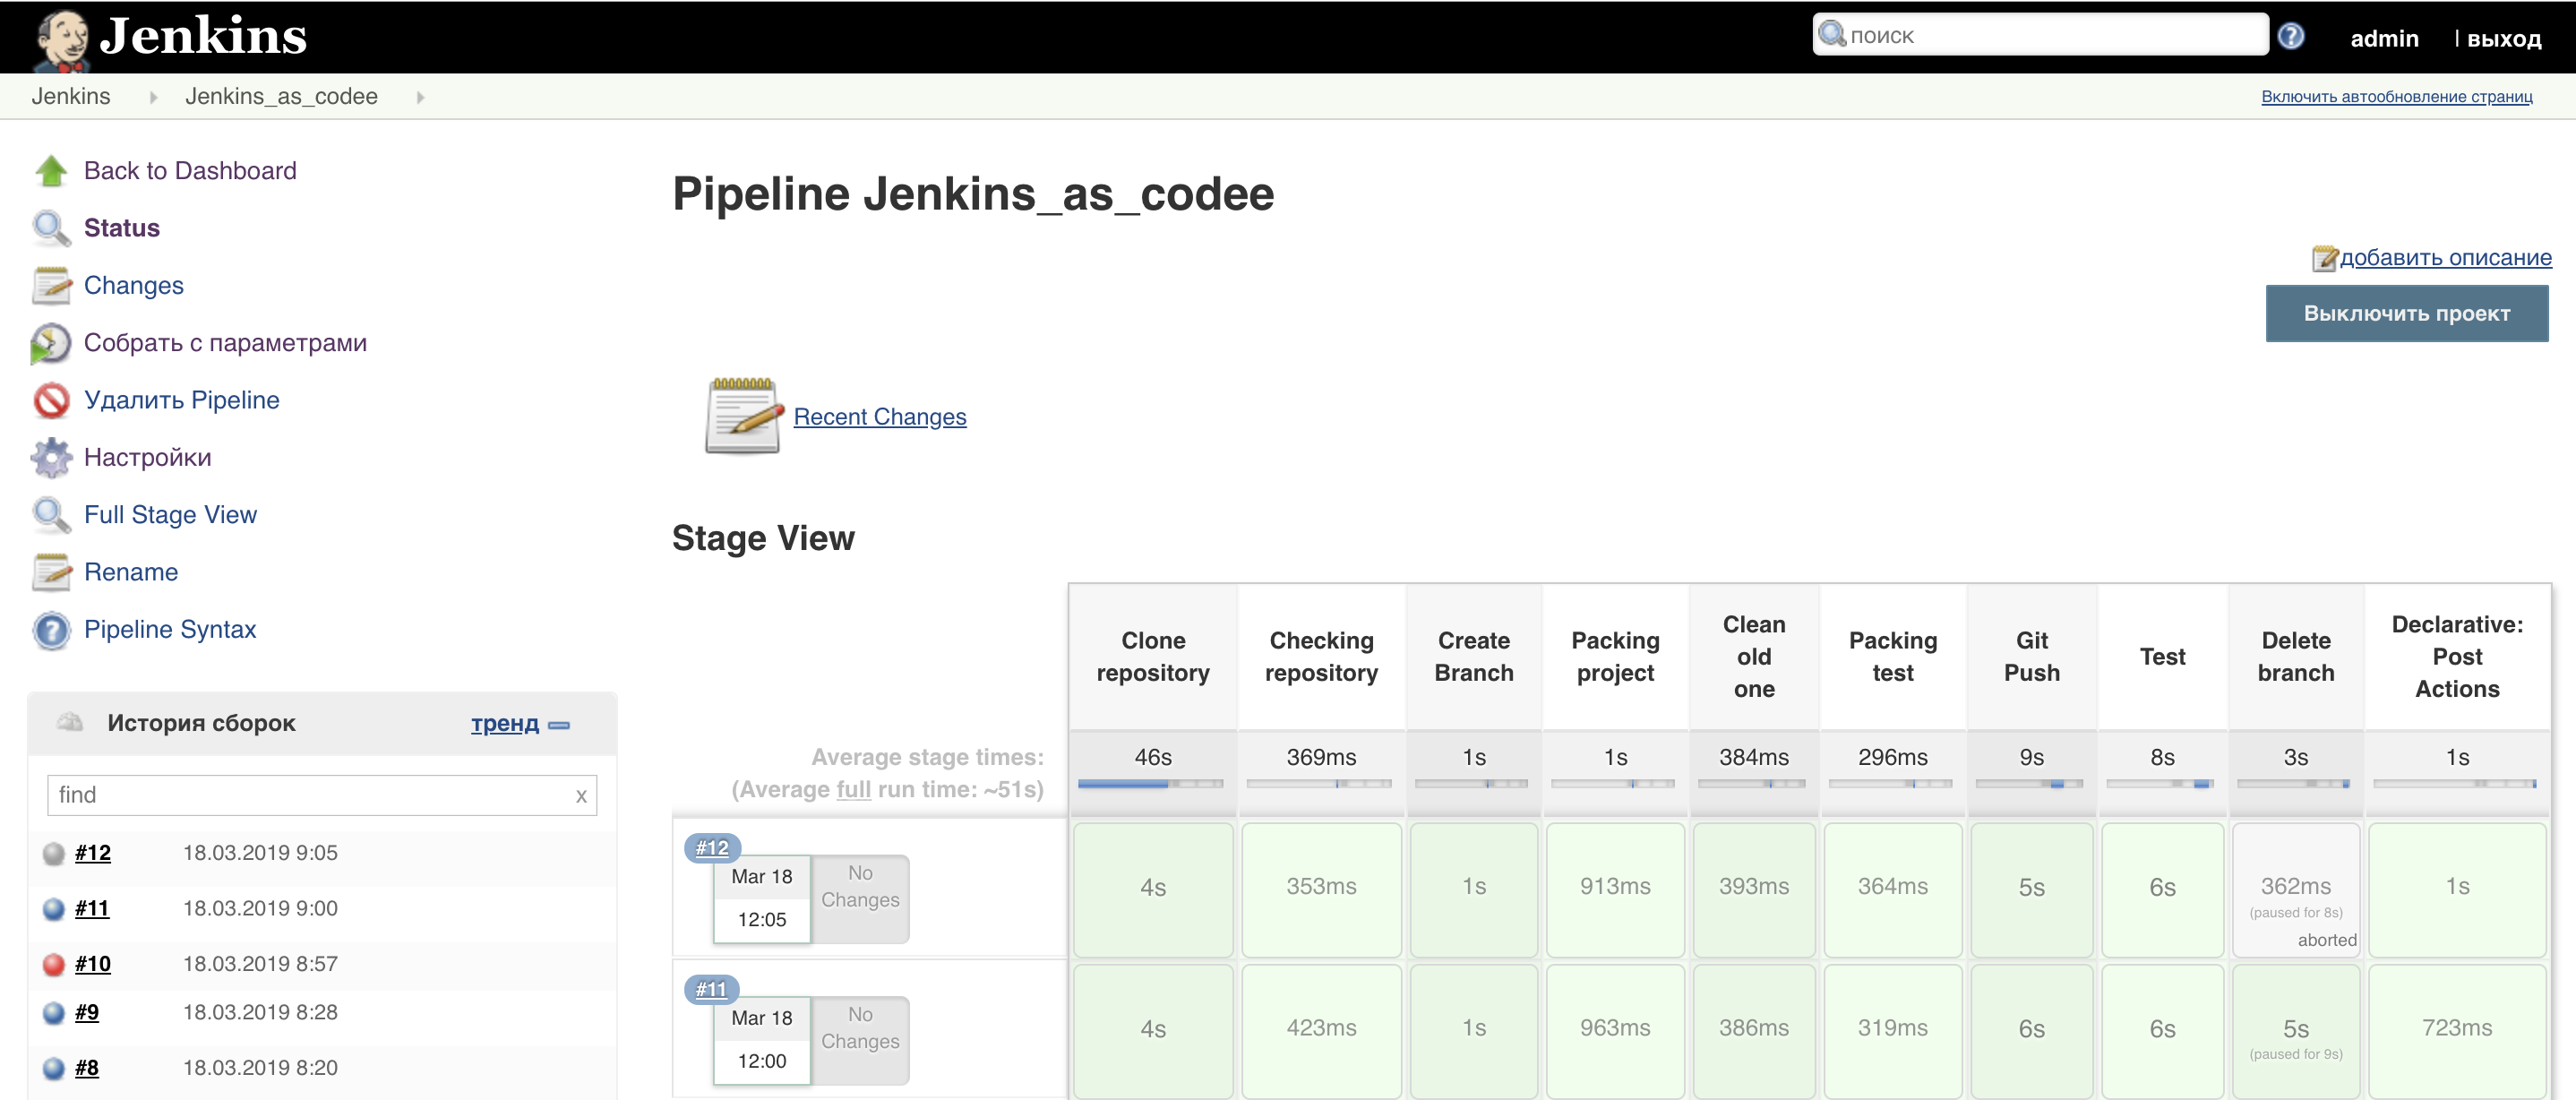 Jenkins
поиск
admin
| выход
Jenkins
Jenkins_as_codee
Включить автообновление страниц
Back to Dashboard
Status
Changes
Собрать с параметрами
Удалить Pipeline
Настройки
Full Stage View
Rename
Pipeline Syntax
История сборок
тренд
find
x
#12 18.03.2019 9:05
#11 18.03.2019 9:00
#10 18.03.2019 8:57
#9 18.03.2019 8:28
#8 18.03.2019 8:20
Pipeline Jenkins_as_codee
добавить описание
Выключить проект
Recent Changes
Stage View
Clone
repository
Checking
repository
Create
Branch
Packing
project
Clean
old
one
Packing
test
Git
Push
Test
Delete
branch
Declarative:
Post
Actions
Average stage times:
(Average full run time: ~51s)
46s
369ms
1s
1s
384ms
296ms
9s
8s
3s
1s
#12
Mar 18
12:05
No
Changes
4s
353ms
1s
913ms
393ms
364ms
5s
6s
362ms
(paused for 8s)
aborted
1s
#11
Mar 18
12:00
No
Changes
4s
423ms
1s
963ms
386ms
319ms
6s
6s
5s
(paused for 9s)
723ms